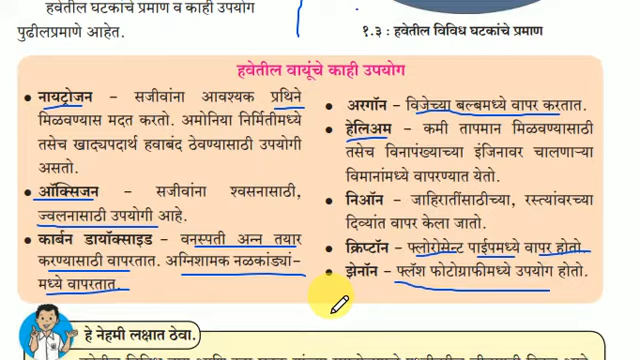 हवेतील घटकांचे प्रमाण व काही उपयोग
पुढीलप्रमाणे आहेत.
१.३ : हवेतील विविध घटकांचे प्रमाण
हवेतील वायूंचे काही उपयोग
• नायट्रोजन – सजीवांना आवश्यक प्रथिने
मिळवण्यास मदत करतो. अमोनिया निर्मितीमध्ये
तसेच खाद्यपदार्थ हवाबंद ठेवण्यासाठी उपयोगी
असतो.
• ऑक्सिजन – सजीवांना श्वसनासाठी,
ज्वलनासाठी उपयोगी आहे.
• कार्बन डायॉक्साइड – वनस्पती अन्न तयार
करण्यासाठी वापरतात. अग्निशामक नळकांड्यां-
मध्ये वापरतात.
• अरगॉन – विजेच्या बल्बमध्ये वापर करतात.
• हेलिअम – कमी तापमान मिळवण्यासाठी
तसेच विनापंख्याच्या इंजिनावर चालणाऱ्या
विमानांमध्ये वापरण्यात येतो.
• निऑन – जाहिरातींसाठीच्या, रस्त्यांवरच्या
दिव्यांत वापर केला जातो.
• क्रिप्टॉन – फ्लोरोसेन्ट पाईपमध्ये वापर होतो.
• झेनॉन – फ्लॅश फोटोग्राफीमध्ये उपयोग होतो.
हे नेहमी लक्षात ठेवा.